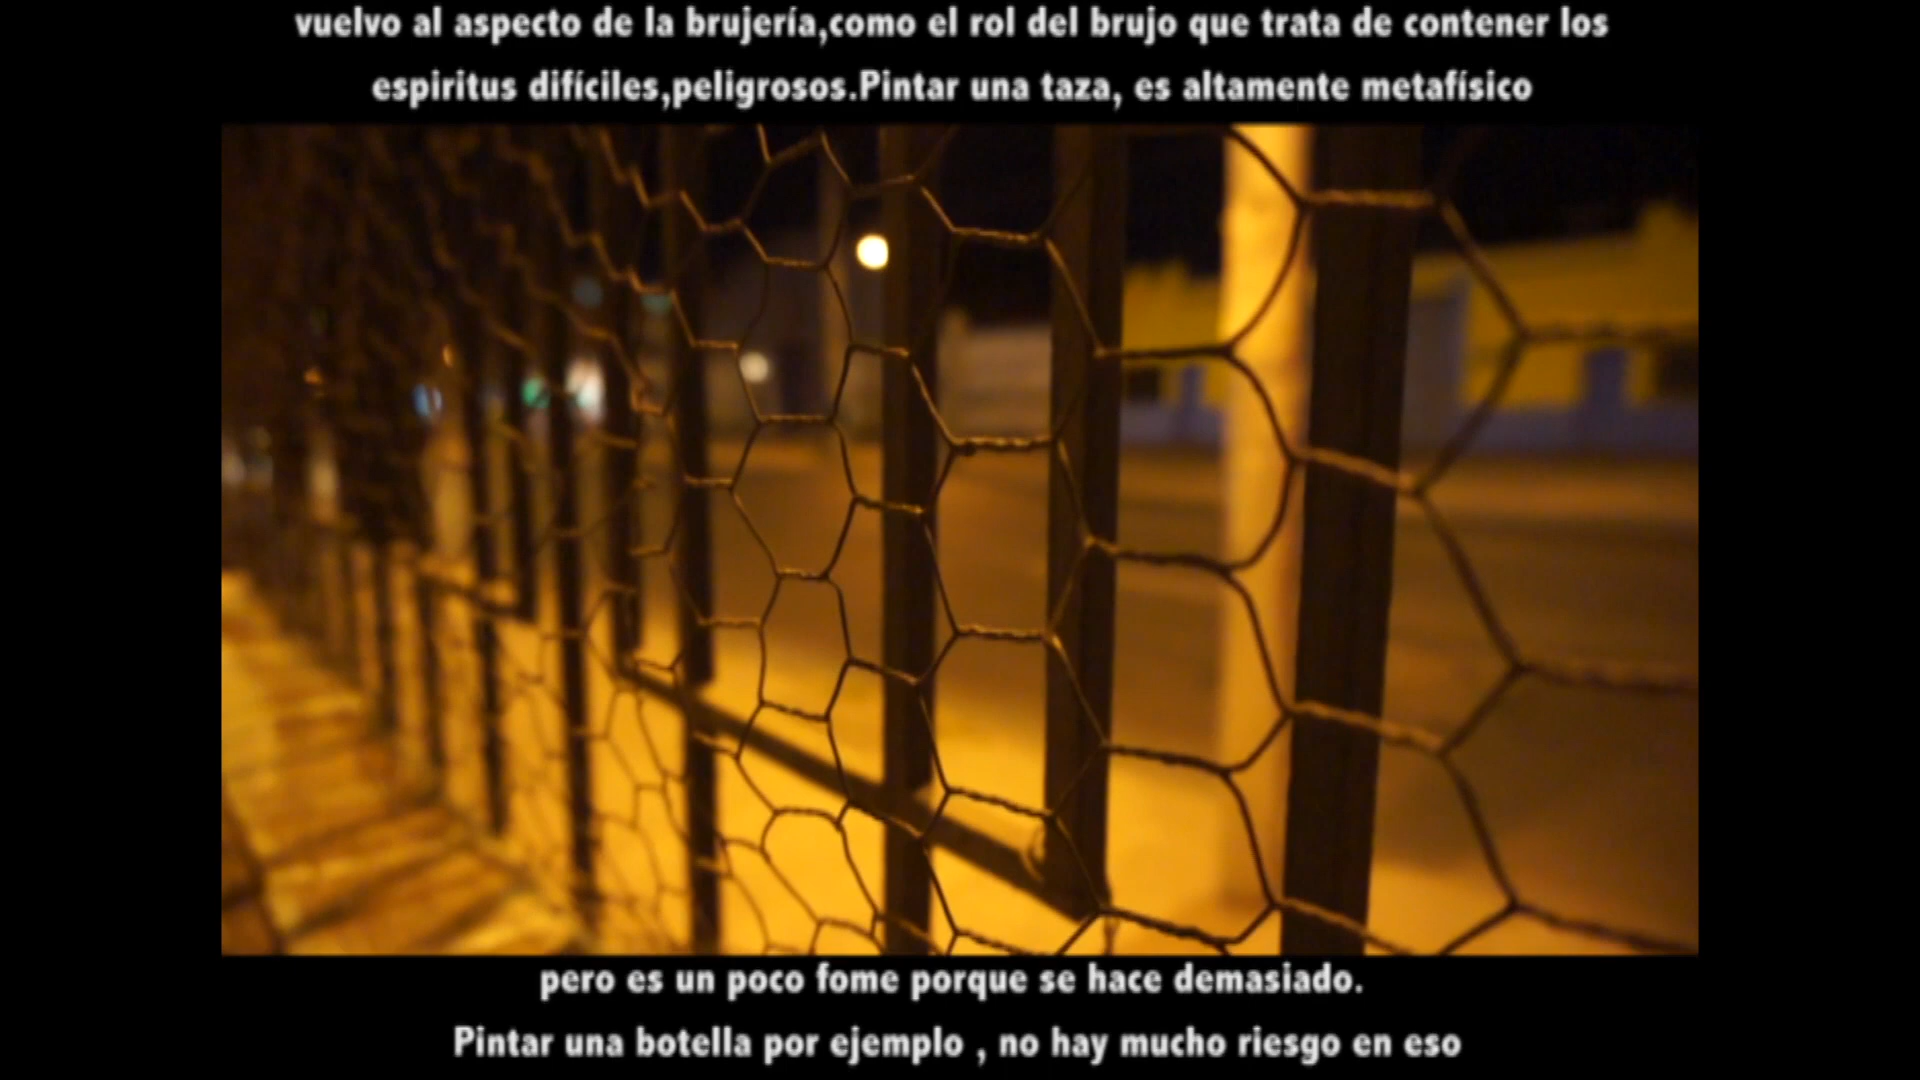 vuelvo al aspecto de la brujería,como el rol del brujo que trata de contener los
espiritus difíciles,peligrosos.Pintar una taza, es altamente metafísico
pero es un poco fome porque se hace demasiado.
Pintar una botella por ejemplo , no hay mucho riesgo en eso